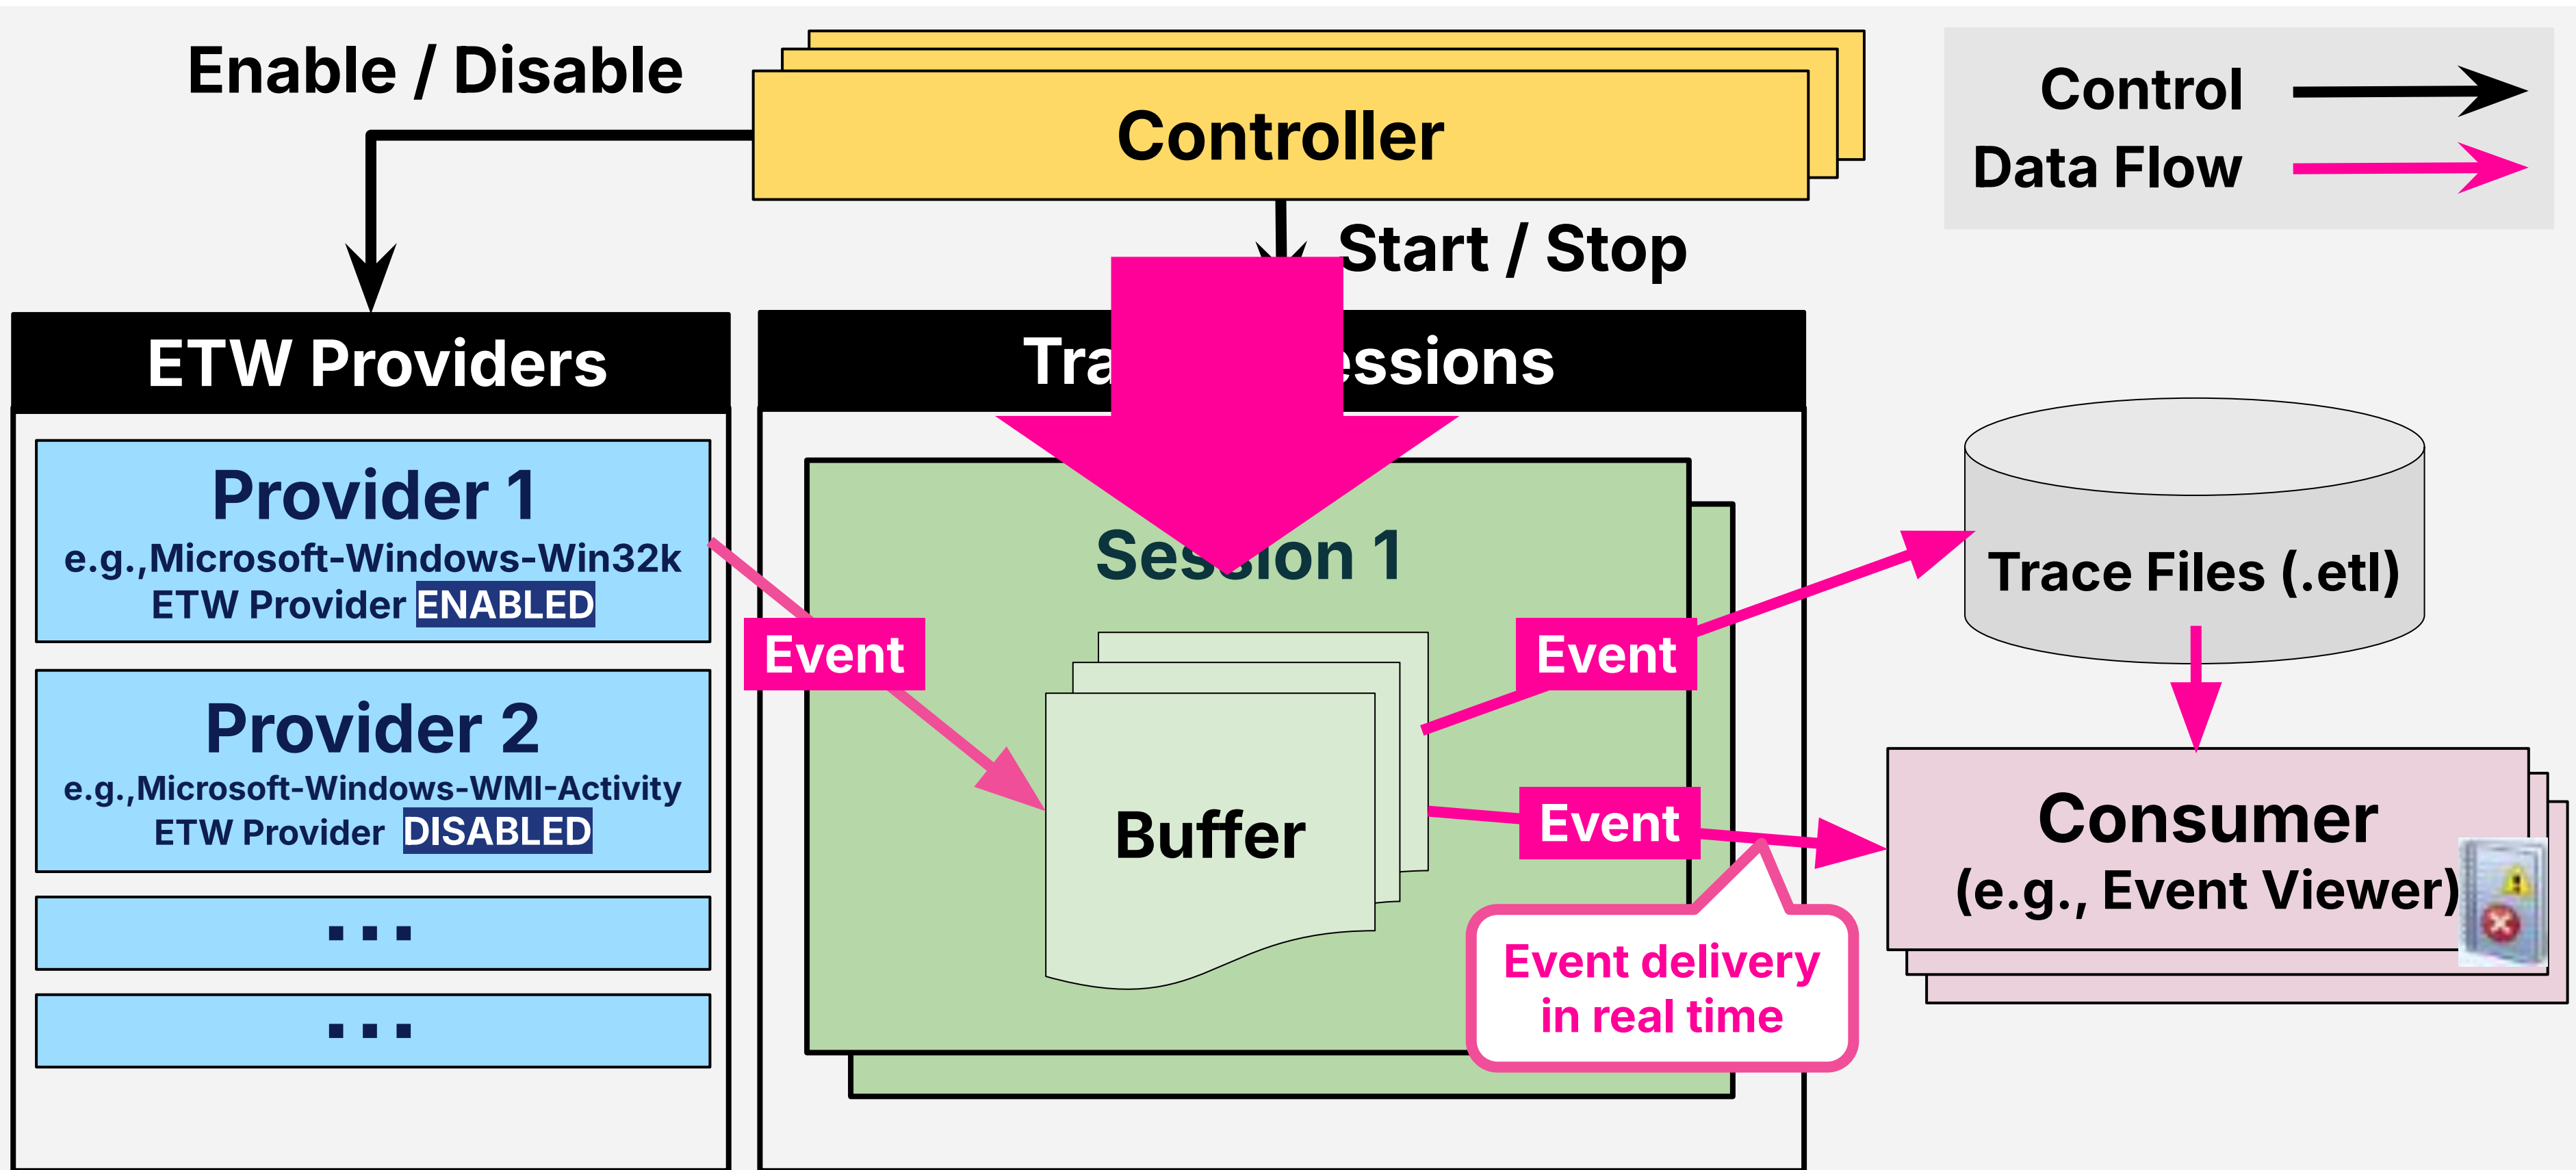 Enable / Disable
Controller
Control
Data Flow
Start / Stop
ETW Providers
Tra essions
Provider 1
e.g.,Microsoft-Windows-Win32k
ETW Provider ENABLED
Provider 2
e.g.,Microsoft-Windows-WMI-Activity
ETW Provider DISABLED
...
...
Session 1
Event
Buffer
Event
Event
Event delivery
in real time
Trace Files (.etl)
Consumer
(e.g., Event Viewer)